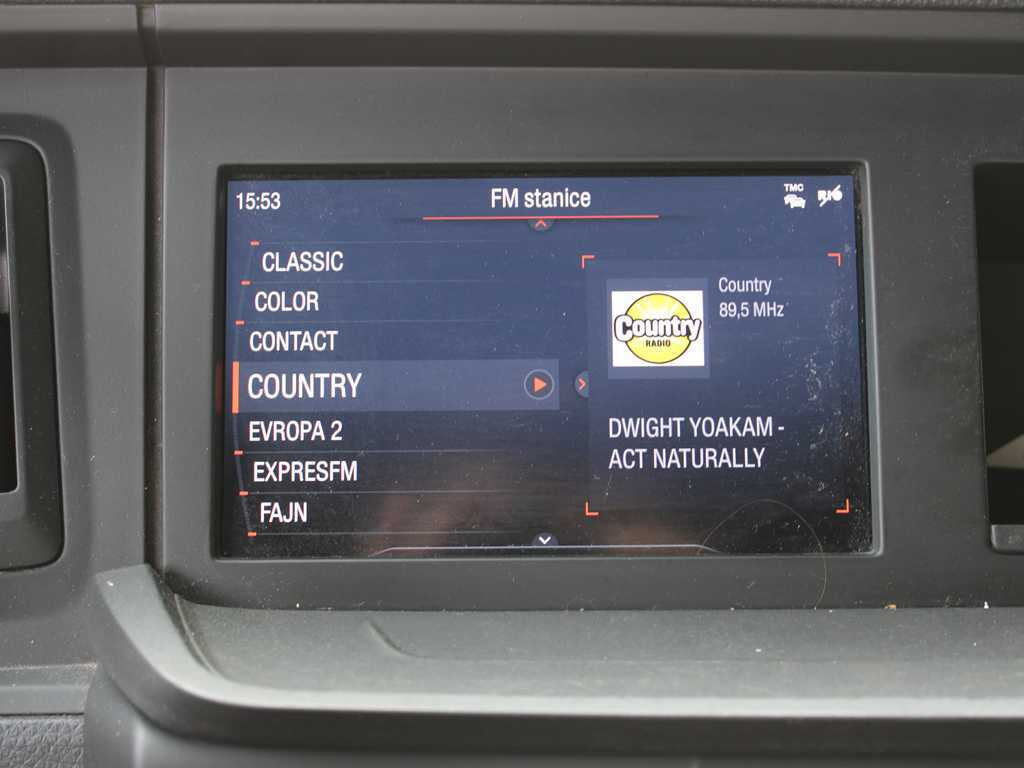 15:53
FM stanice
TMC
RIO
CLASSIC
COLOR
CONTACT
COUNTRY
EVROPA 2
EXPRESFM
FAJN
Country
89,5 MHz
Country
RADIO
DWIGHT YOAKAM -
ACT NATURALLY